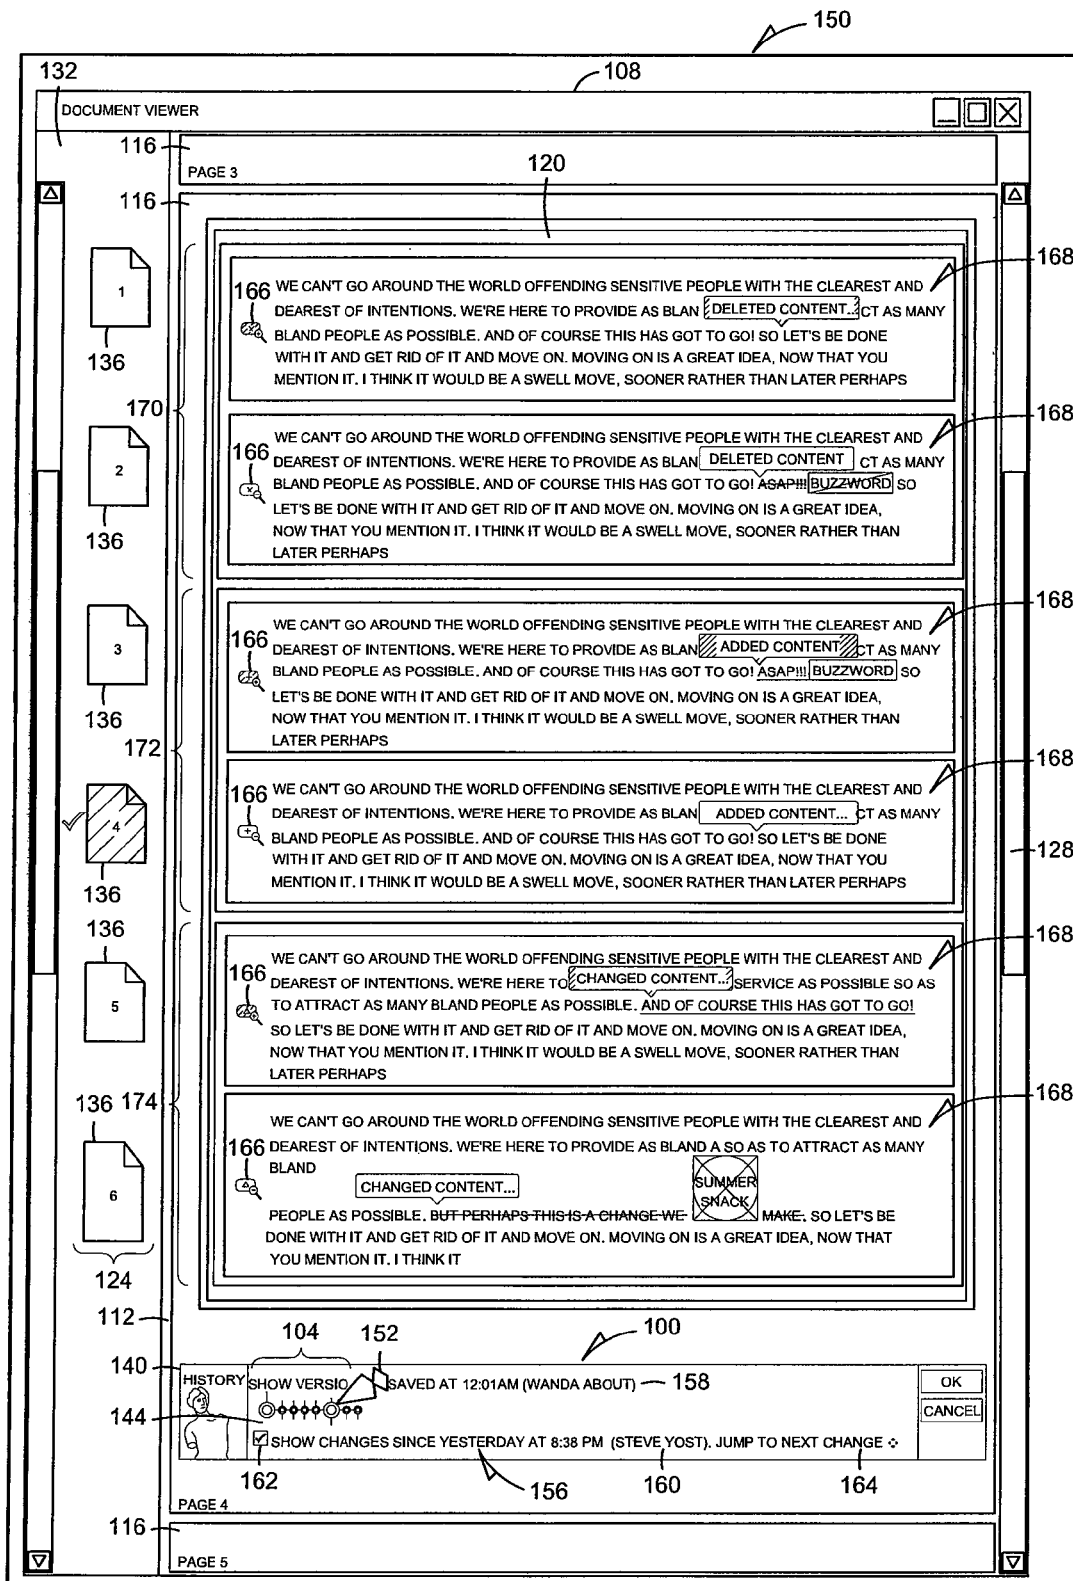 150
132
108
DOCUMENT VIEWER
116
PAGE 3
120
116
168
WE CAN'T GO AROUND THE WORLD OFFENDING SENSITIVE PEOPLE WITH THE CLEAREST AND
166
DEAREST OF INTENTIONS. WE'RE HERE TO PROVIDE AS BLAN DELETED CONTENT... CT AS MANY
BLAND PEOPLE AS POSSIBLE. AND OF COURSE THIS HAS GOT TO GO! SO LET'S BE DONE
WITH IT AND GET RID OF IT AND MOVE ON. MOVING ON IS A GREAT IDEA, NOW THAT YOU
MENTION IT. I THINK IT WOULD BE A SWELL MOVE, SOONER RATHER THAN LATER PERHAPS
1
136
170
168
WE CAN'T GO AROUND THE WORLD OFFENDING SENSITIVE PEOPLE WITH THE CLEAREST AND
166
DEAREST OF INTENTIONS. WE'RE HERE TO PROVIDE AS BLAN DELETED CONTENT CT AS MANY
BLAND PEOPLE AS POSSIBLE. AND OF COURSE THIS HAS GOT TO GO! ASAP!!! BUZZWORD SO
LET'S BE DONE WITH IT AND GET RID OF IT AND MOVE ON. MOVING ON IS A GREAT IDEA,
NOW THAT YOU MENTION IT. I THINK IT WOULD BE A SWELL MOVE, SOONER RATHER THAN
LATER PERHAPS
2
136
168
WE CAN'T GO AROUND THE WORLD OFFENDING SENSITIVE PEOPLE WITH THE CLEAREST AND
166
DEAREST OF INTENTIONS. WE'RE HERE TO PROVIDE AS BLAN ADDED CONTENT CT AS MANY
BLAND PEOPLE AS POSSIBLE. AND OF COURSE THIS HAS GOT TO GO! ASAP!!! BUZZWORD SO
LET'S BE DONE WITH IT AND GET RID OF IT AND MOVE ON. MOVING ON IS A GREAT IDEA,
NOW THAT YOU MENTION IT. I THINK IT WOULD BE A SWELL MOVE, SOONER RATHER THAN
LATER PERHAPS
3
136
172
168
WE CAN'T GO AROUND THE WORLD OFFENDING SENSITIVE PEOPLE WITH THE CLEAREST AND
166
DEAREST OF INTENTIONS. WE'RE HERE TO PROVIDE AS BLAN ADDED CONTENT... CT AS MANY
BLAND PEOPLE AS POSSIBLE. AND OF COURSE THIS HAS GOT TO GO! SO LET'S BE DONE
WITH IT AND GET RID OF IT AND MOVE ON. MOVING ON IS A GREAT IDEA, NOW THAT YOU
MENTION IT. I THINK IT WOULD BE A SWELL MOVE, SOONER RATHER THAN LATER PERHAPS
4
136
128
136
168
WE CAN'T GO AROUND THE WORLD OFFENDING SENSITIVE PEOPLE WITH THE CLEAREST AND
166
DEAREST OF INTENTIONS. WE'RE HERE TO CHANGED CONTENT... SERVICE AS POSSIBLE SO AS
TO ATTRACT AS MANY BLAND PEOPLE AS POSSIBLE. AND OF COURSE THIS HAS GOT TO GO!
SO LET'S BE DONE WITH IT AND GET RID OF IT AND MOVE ON. MOVING ON IS A GREAT IDEA,
NOW THAT YOU MENTION IT. I THINK IT WOULD BE A SWELL MOVE, SOONER RATHER THAN
LATER PERHAPS
5
136
174
168
WE CAN'T GO AROUND THE WORLD OFFENDING SENSITIVE PEOPLE WITH THE CLEAREST AND
166
DEAREST OF INTENTIONS. WE'RE HERE TO PROVIDE AS BLAND A SO AS TO ATTRACT AS MANY
BLAND
CHANGED CONTENT...
SUMMER
SNACK
PEOPLE AS POSSIBLE. BUT PERHAPS THIS IS A CHANGE WE MAKE. SO LET'S BE
DONE WITH IT AND GET RID OF IT AND MOVE ON. MOVING ON IS A GREAT IDEA, NOW THAT
YOU MENTION IT. I THINK IT
6
124
112
104
152
100
140
HISTORY
SHOW VERSIO SAVED AT 12:01AM (WANDA ABOUT)
158
OK
CANCEL
144
SHOW CHANGES SINCE YESTERDAY AT 8:38 PM (STEVE YOST). JUMP TO NEXT CHANGE
162
156
160
164
PAGE 4
116
PAGE 5